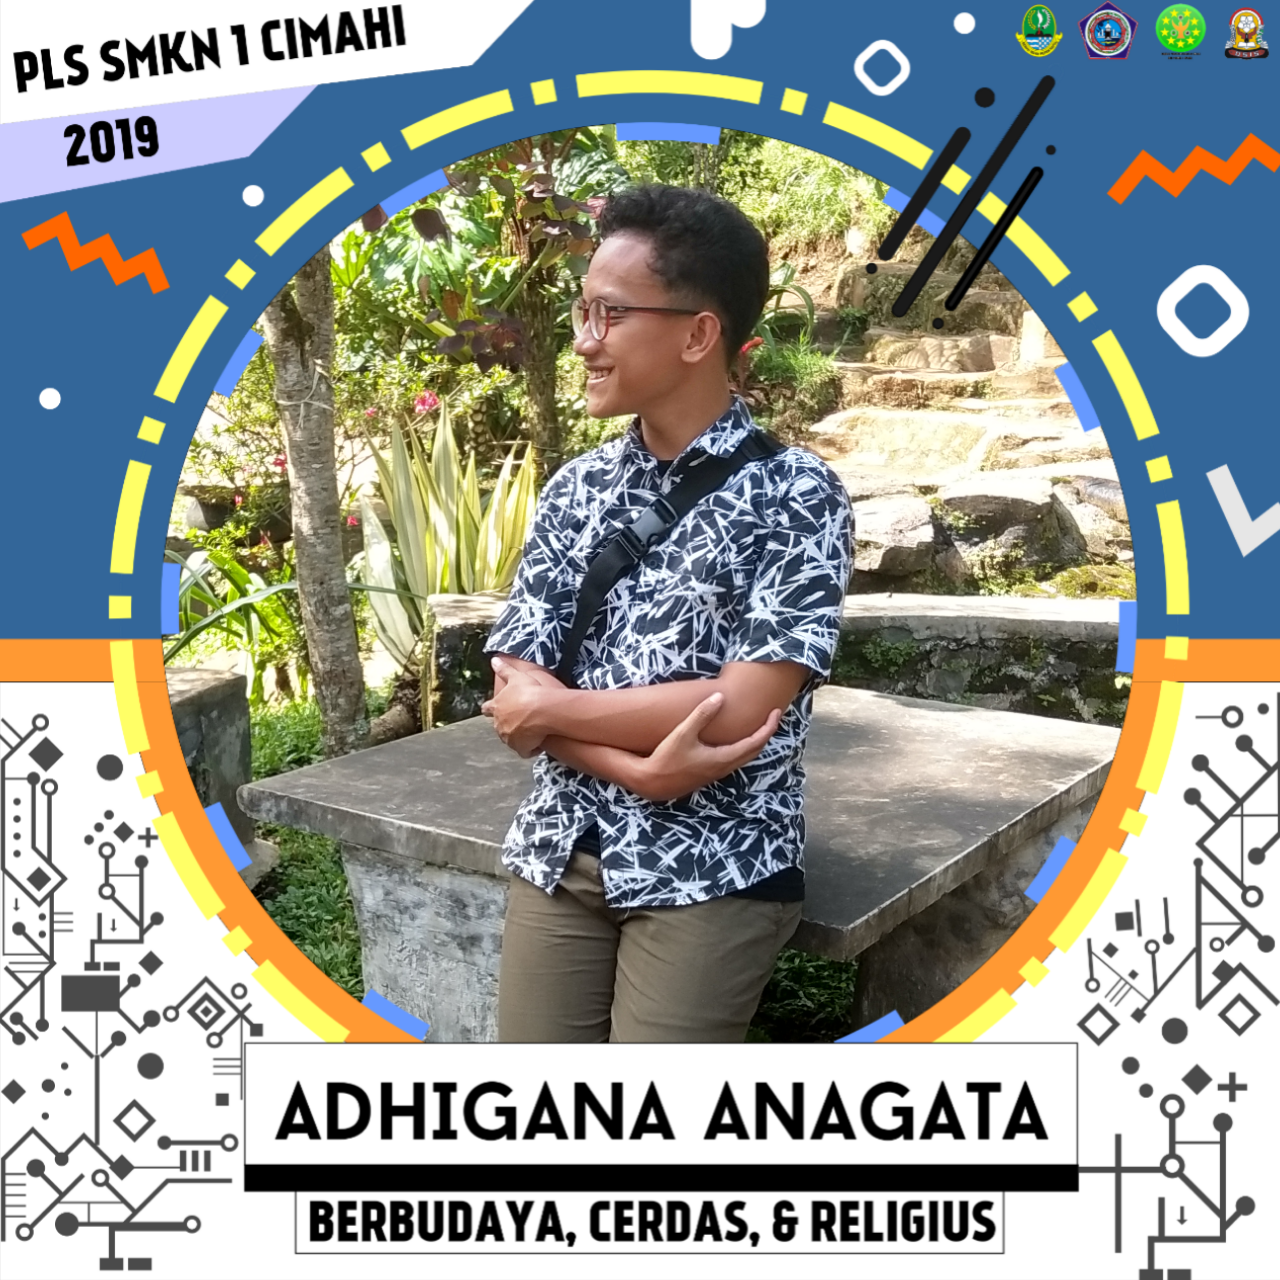 PLS SMKN 1 CIMAHI
2019
ADHIGANA ANAGATA
BERBUDAYA, CERDAS, & RELIGIUS